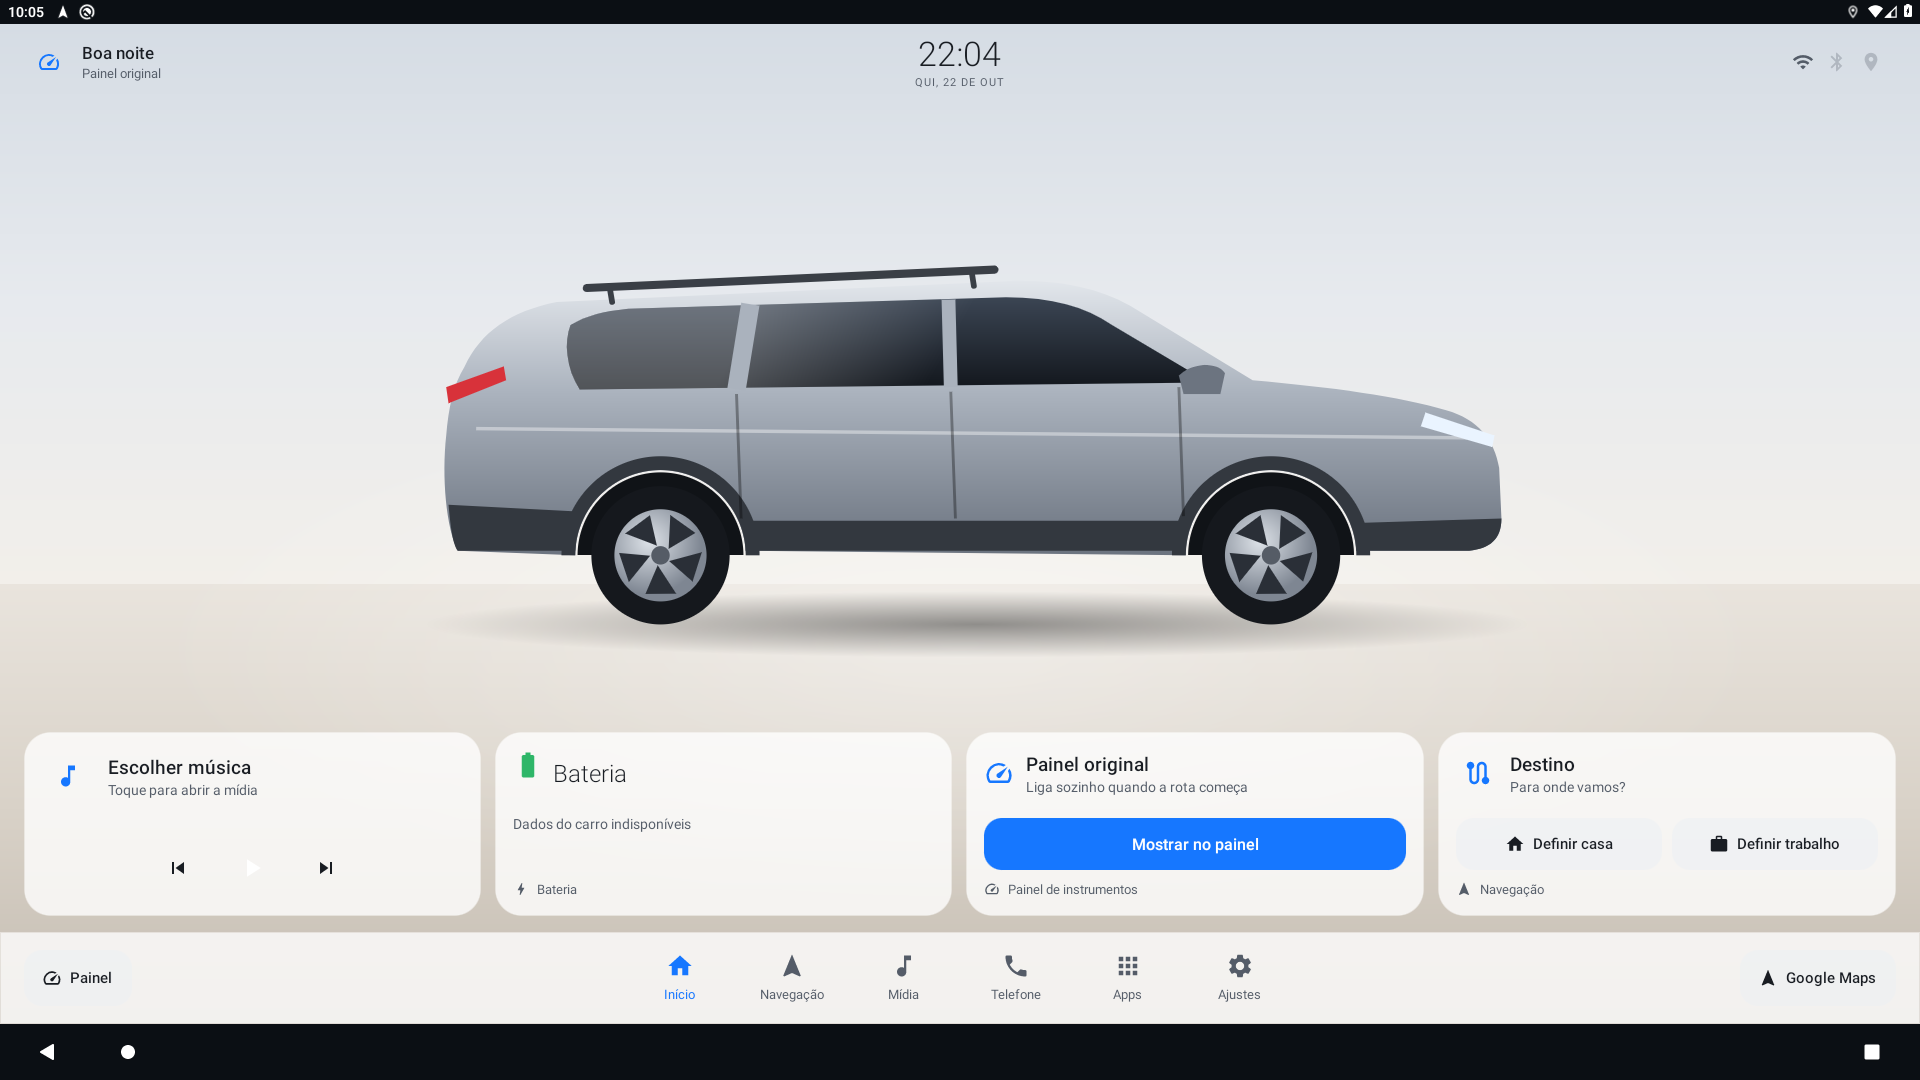 10:05
Boa noite
Painel original
22:04
QUI, 22 DE OUT
Escolher música
Toque para abrir a mídia
Bateria
Dados do carro indisponíveis
Bateria
Painel original
Liga sozinho quando a rota começa
Mostrar no painel
Painel de instrumentos
Destino
Para onde vamos?
Definir casa
Definir trabalho
Navegação
Painel
Início
Navegação
Mídia
Telefone
Apps
Ajustes
Google Maps